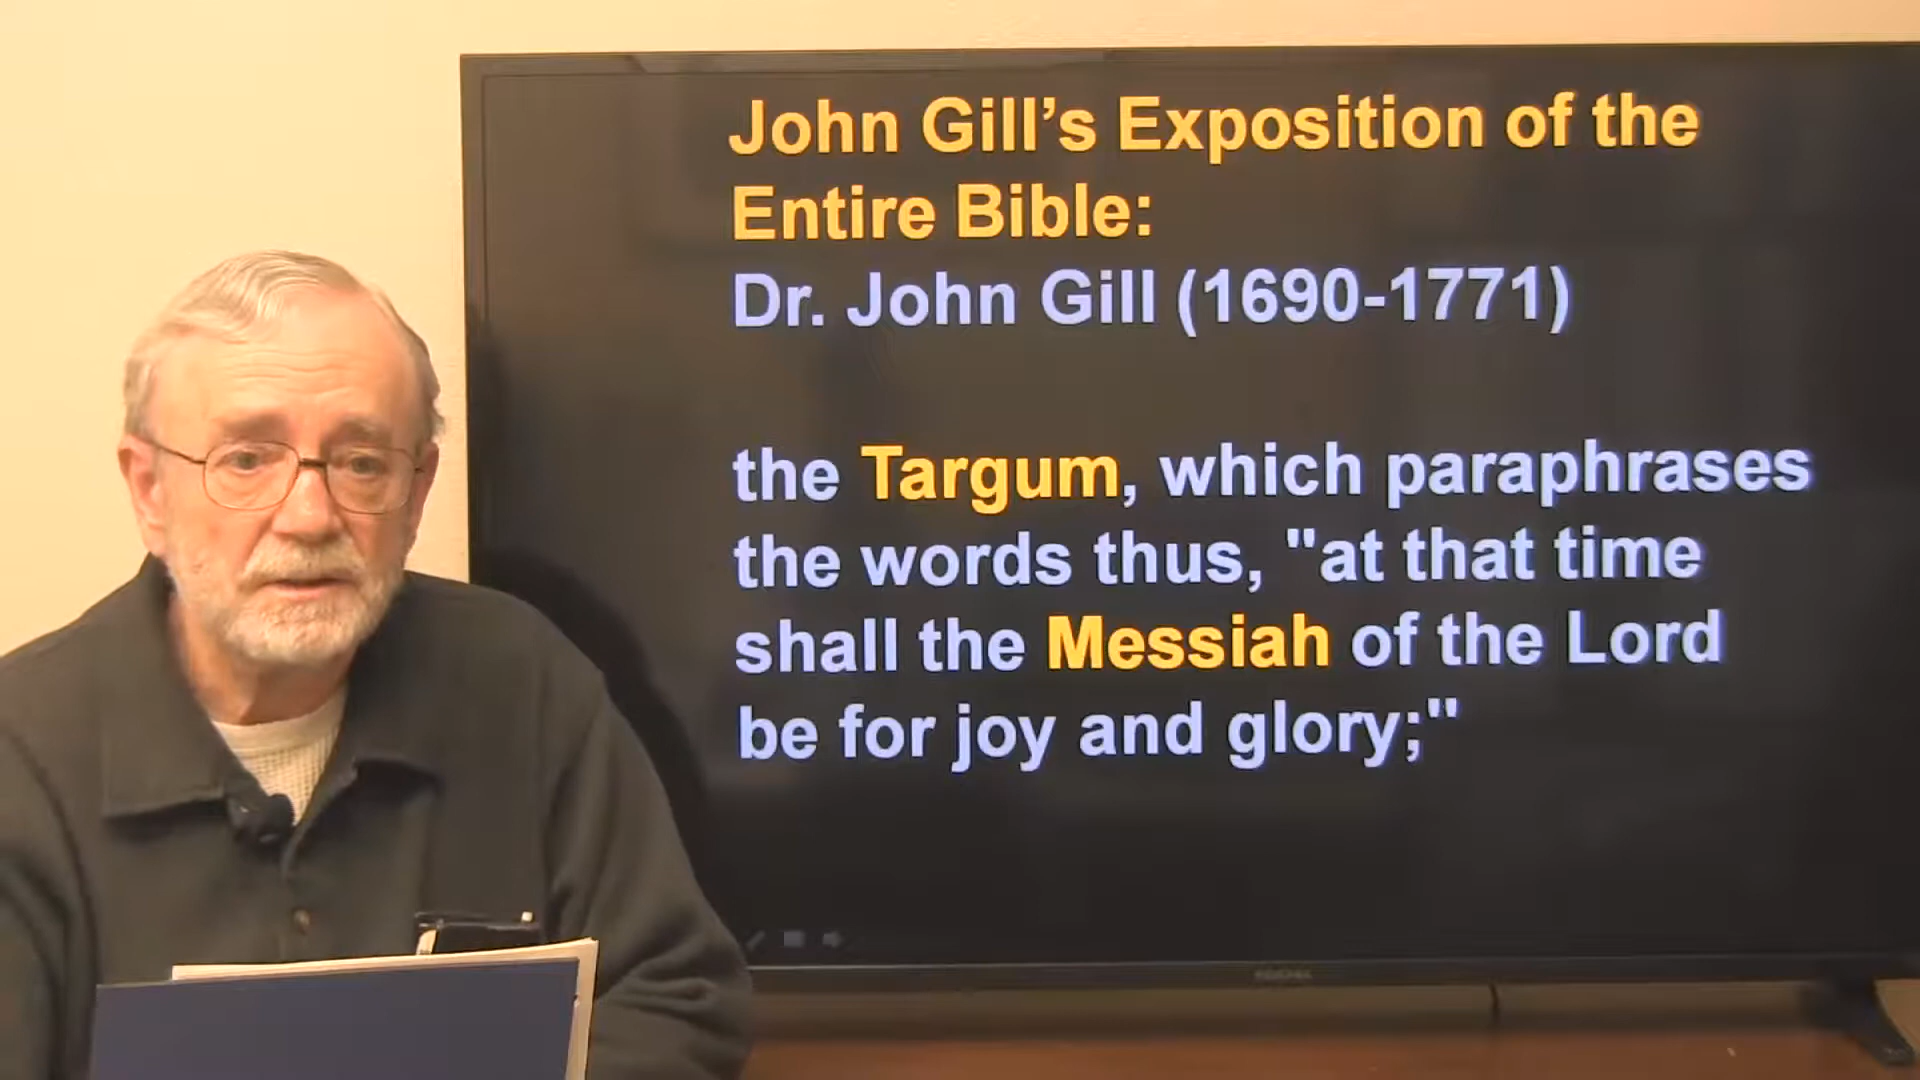 John Gill’s Exposition of the
Entire Bible:
Dr. John Gill (1690-1771)
the Targum, which paraphrases
the words thus, "at that time
shall the Messiah of the Lord
be for joy and glory;"